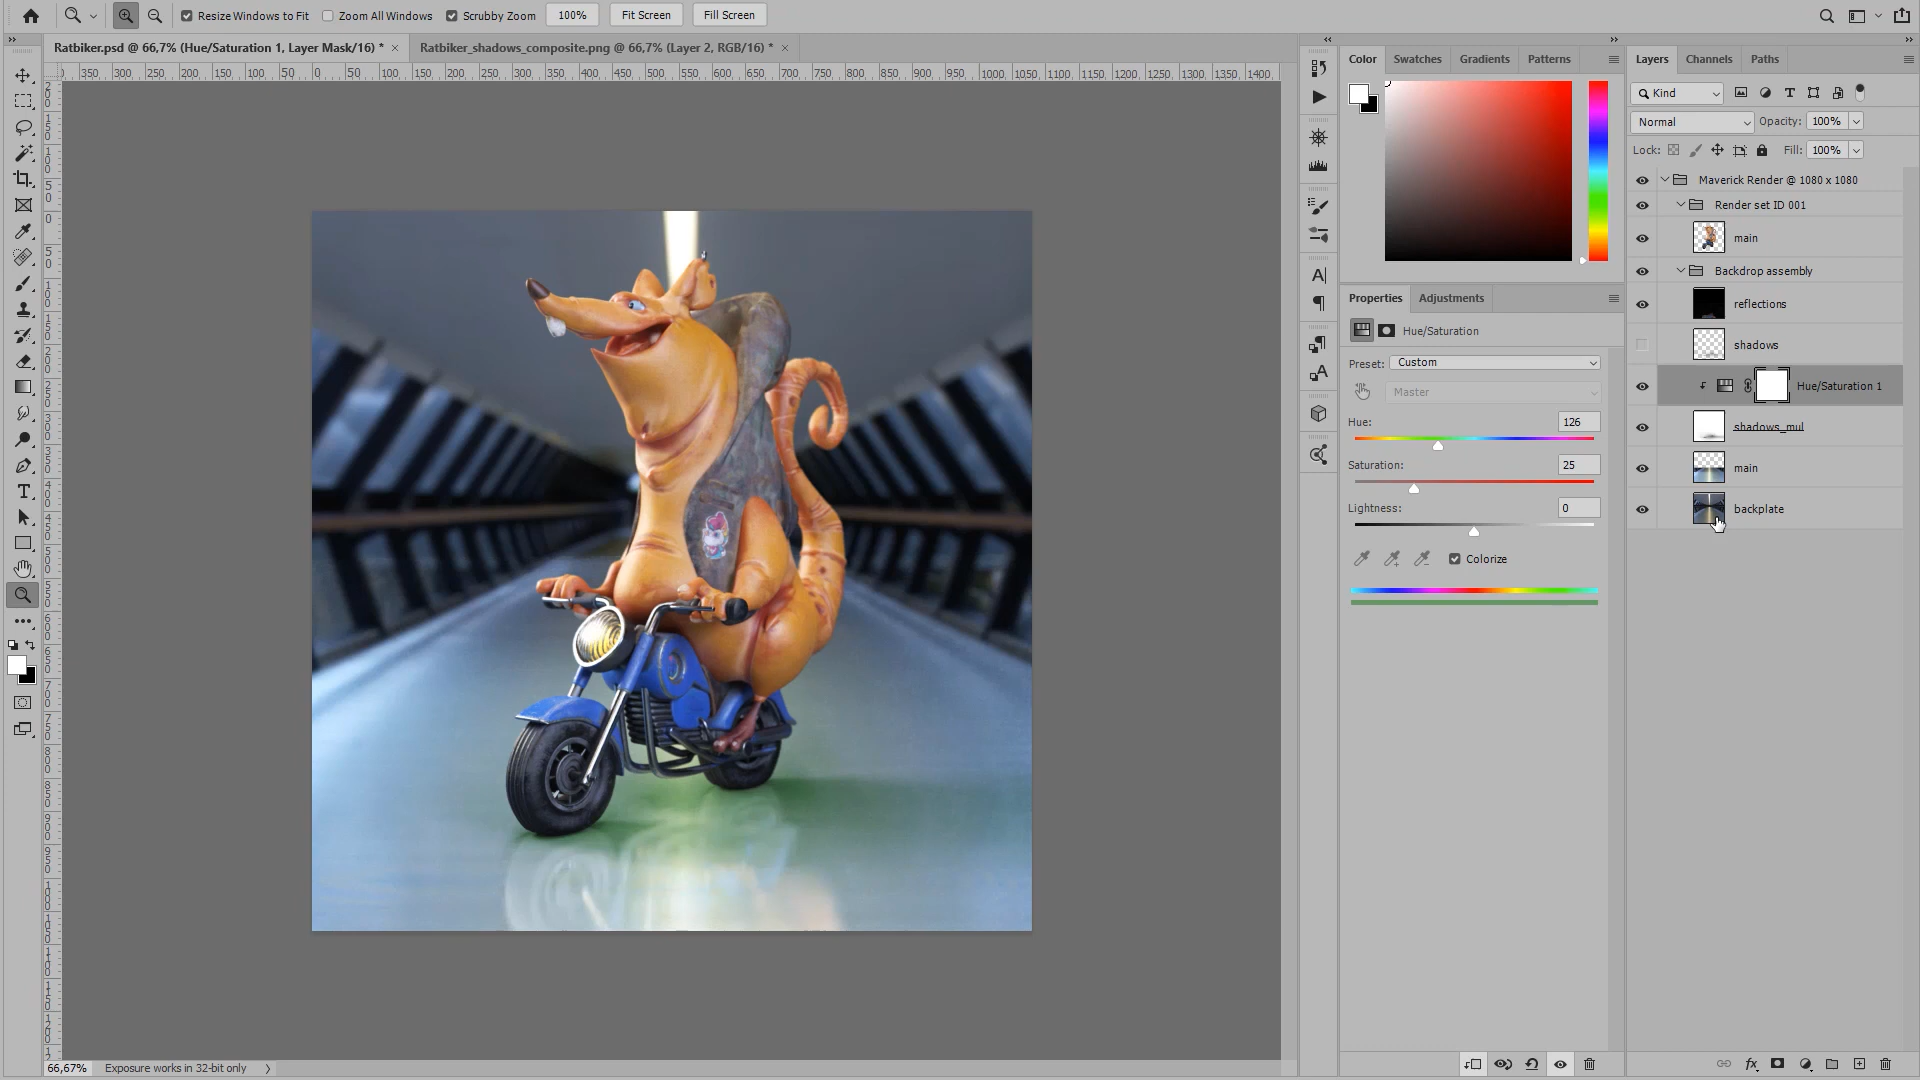 Resize Windows to Fit
Zoom All Windows
Scrubby Zoom
100%
Fit Screen
Fill Screen
Ratbiker.psd @ 66,7% (Hue/Saturation 1, Layer Mask/16) *
Ratbiker_shadows_composite.png @ 66,7% (Layer 2, RGB/16) *
350 300 250 200 150 100 50 0 50 100 150 200 250 300 350 400 450 500 550 600 650 700 750 800 850 900 950 1000 1050 1100 1150 1200 1250 1300 1350 1400
Color
Swatches
Gradients
Patterns
Properties
Adjustments
Hue/Saturation
Preset:
Custom
Master
Hue:
126
Saturation:
25
Lightness:
0
Colorize
Layers
Channels
Paths
Kind
Normal
Opacity:
100%
Lock:
Fill:
100%
Maverick Render @ 1080 x 1080
Render set ID 001
main
Backdrop assembly
reflections
shadows
Hue/Saturation 1
shadows_mul
main
backplate
66,67%
Exposure works in 32-bit only